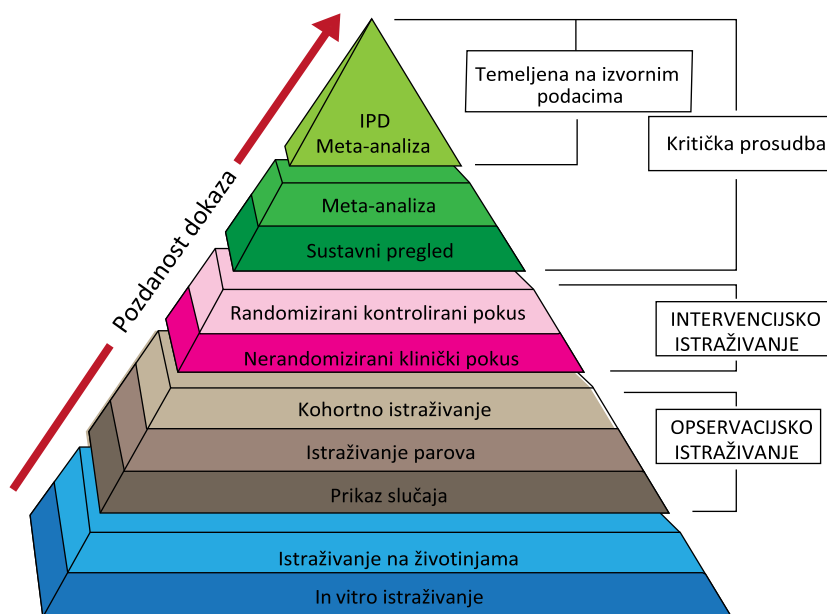 Temeljena na izvornim
podacima
IPD
Meta-analiza
Kritička prosudba
Pozdanost dokaza
Meta-analiza
Sustavni pregled
Randomizirani kontrolirani pokus
Nerandomizirani klinički pokus
INTERVENCIJSKO
ISTRAŽIVANJE
Kohortno istraživanje
Istraživanje parova
Prikaz slučaja
OPSERVACIJSKO
ISTRAŽIVANJE
Istraživanje na životinjama
In vitro istraživanje